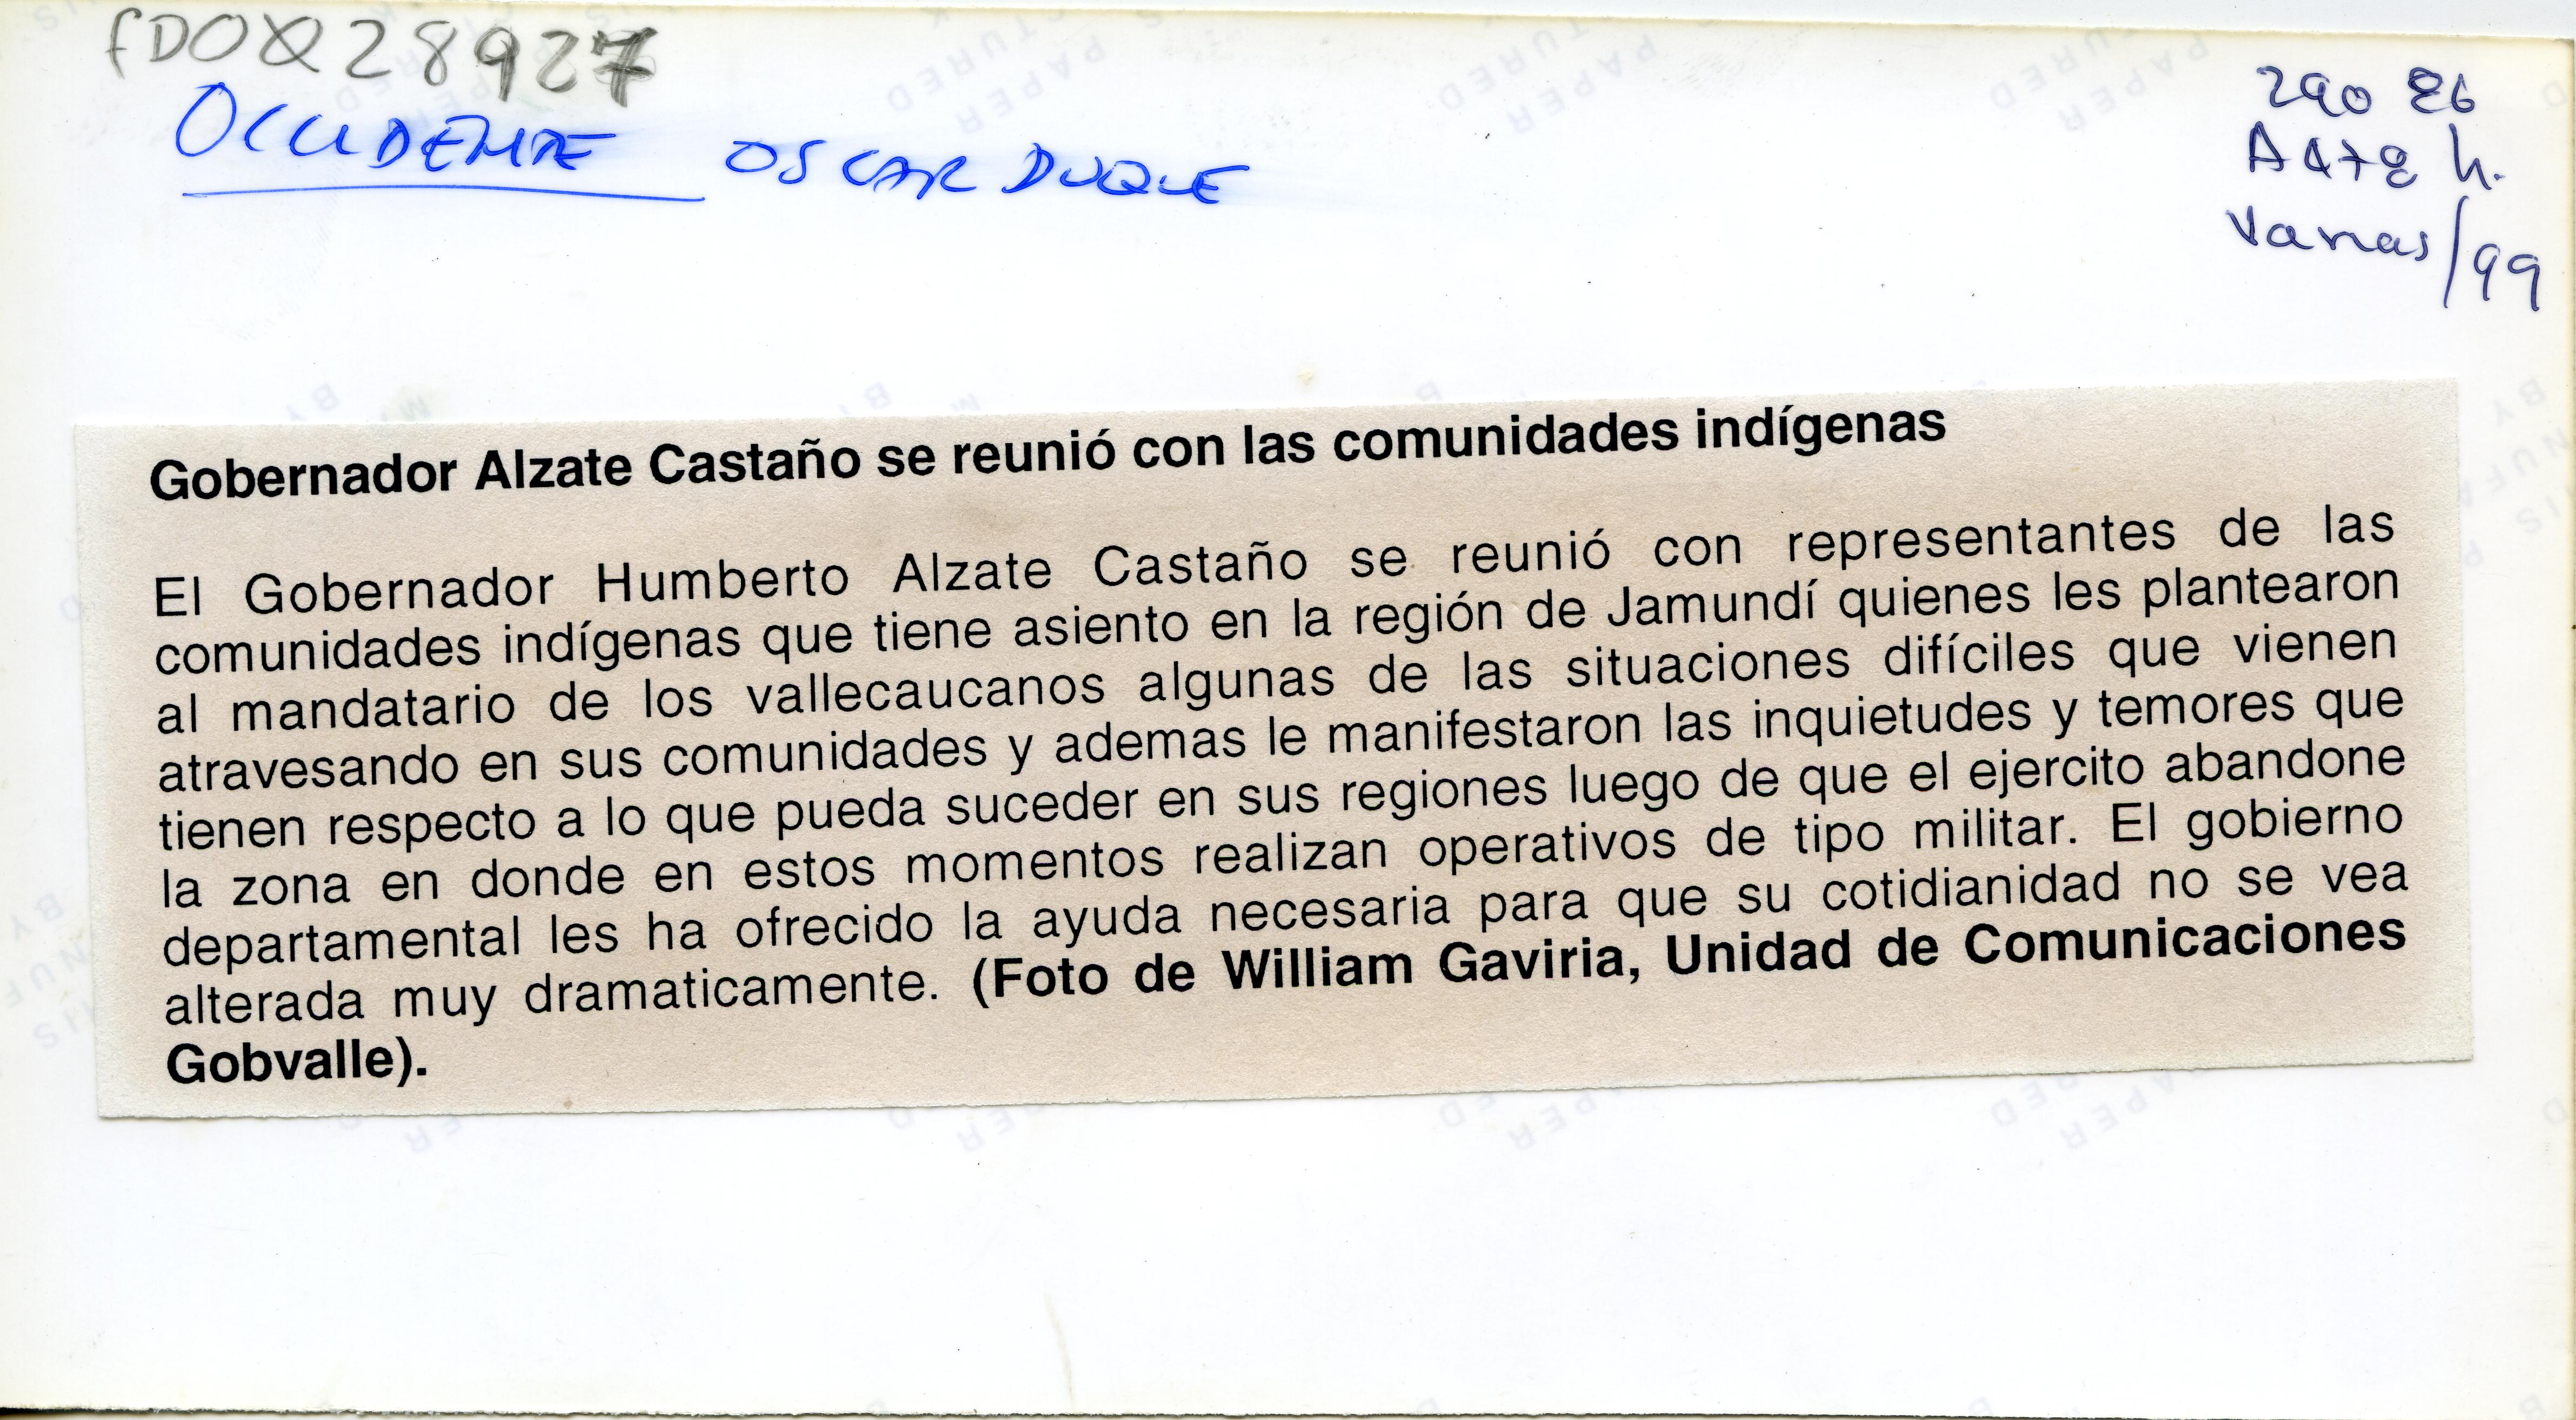 FDOX28927
OCCIDENTE OSCAR DUQUE
290 26
A478 h.
Varias/99
Gobernador Alzate Castaño se reunió con las comunidades indígenas
El Gobernador Humberto Alzate Castaño se reunió con representantes de las
comunidades indígenas que tiene asiento en la región de Jamundí quienes les plantearon
al mandatario de los vallecaucanos algunas de las situaciones difíciles que vienen
atravesando en sus comunidades y ademas le manifestaron las inquietudes y temores que
tienen respecto a lo que pueda suceder en sus regiones luego de que el ejercito abandone
la zona en donde en estos momentos realizan operativos de tipo militar. El gobierno
departamental les ha ofrecido la ayuda necesaria para que su cotidianidad no se vea
alterada muy dramaticamente. (Foto de William Gaviria, Unidad de Comunicaciones
Gobvalle).